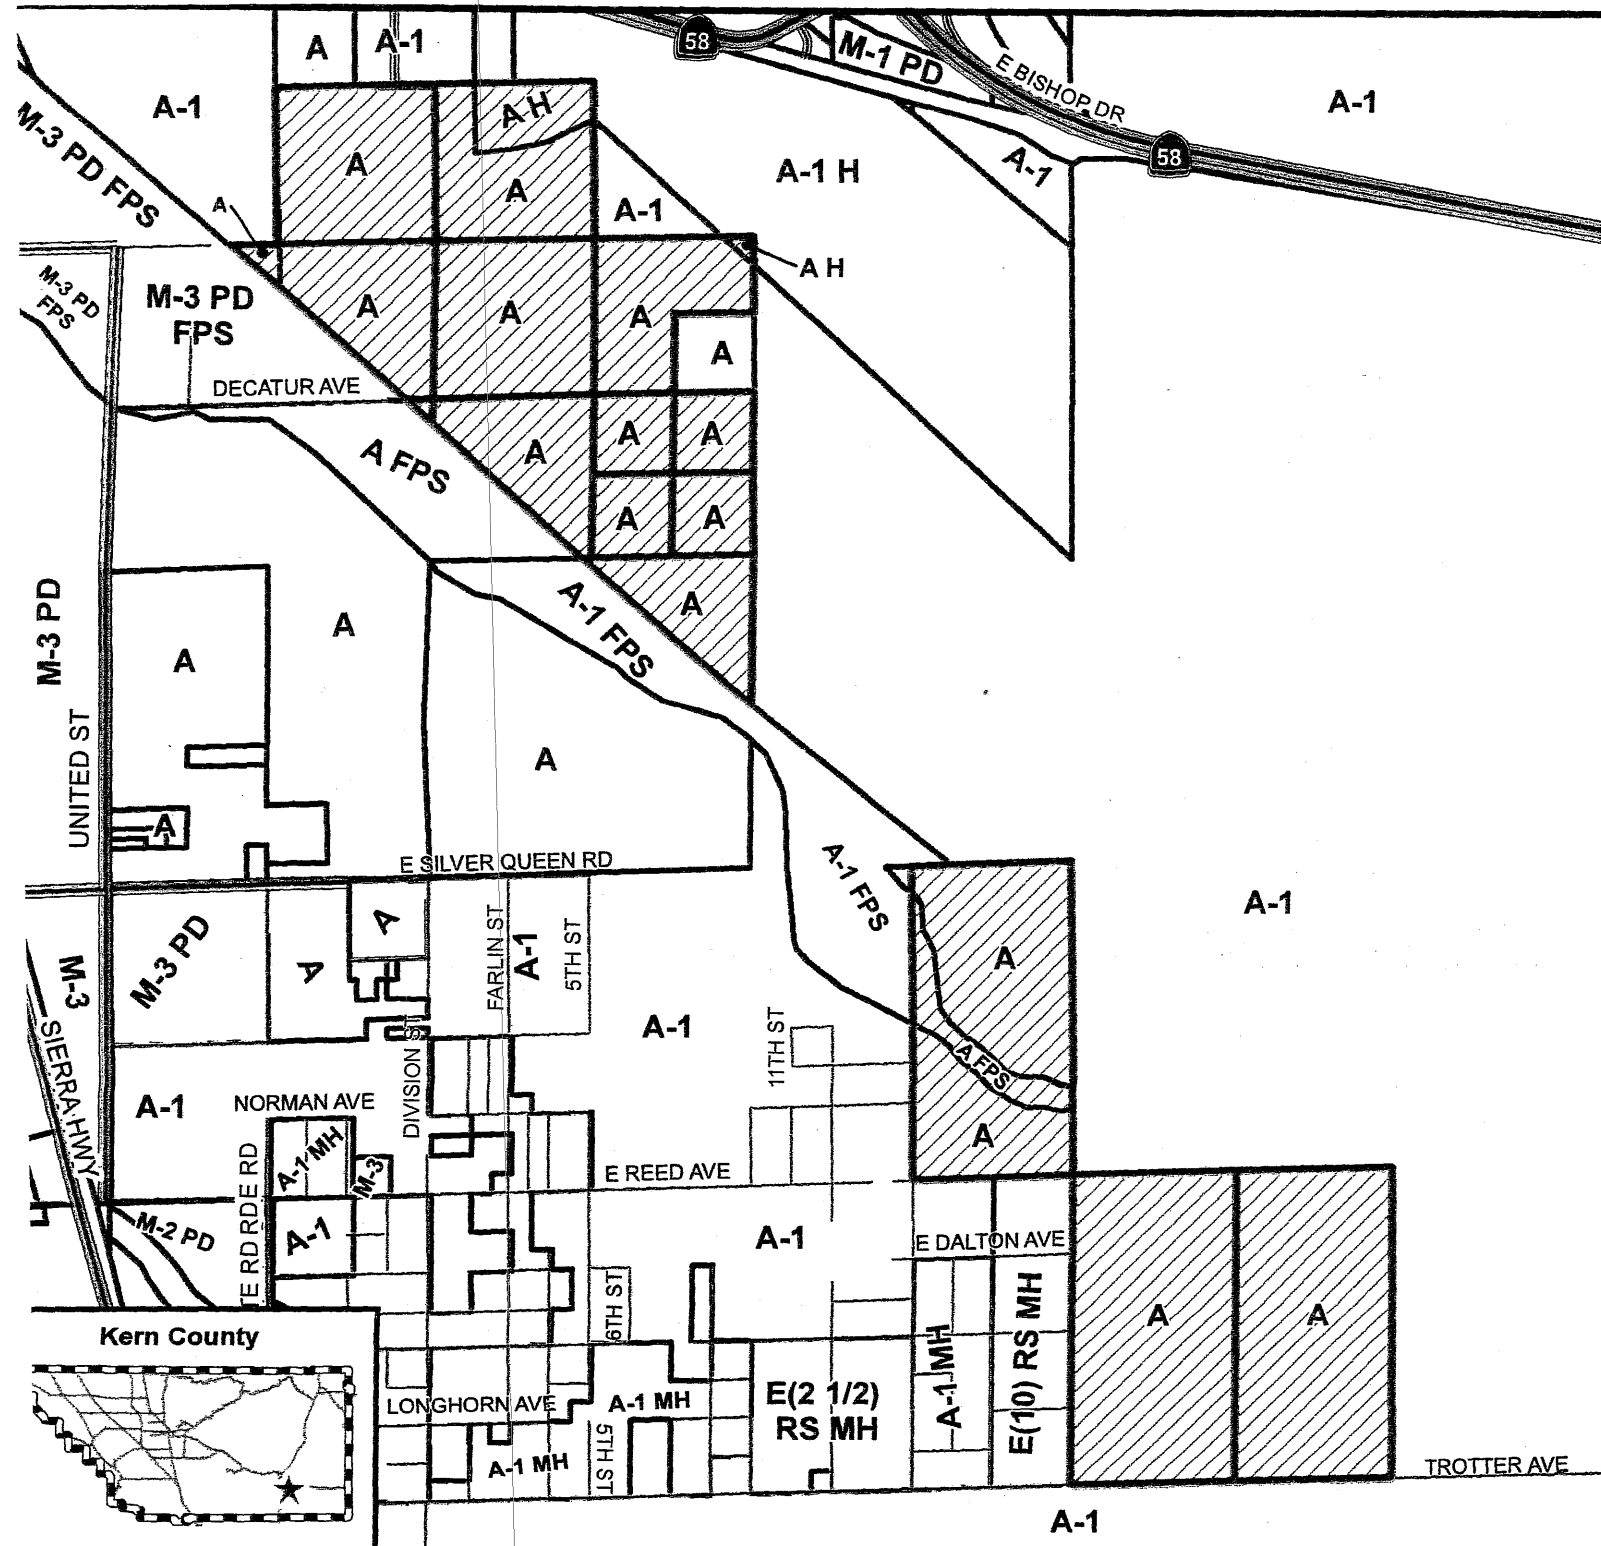 A
A-1
58
M-1 PD
E BISHOP DR
A-1
A-1
M-3 PD FPS
A H
A
A
A-1 H
A-1
58
A
A-1
A H
M-3 PD
FPS
M-3 PD
FPS
A
A
A
A
DECATUR AVE
A FPS
A
A
A
A
A
M-3 PD
A
A
A-1 FPS
A
UNITED ST
A
A
E SILVER QUEEN RD
A-1 FPS
A-1
M-3
M-3 PD
A
A
FARLIN ST
A-1
5TH ST
A
SIERRA HWY
A-1
11TH ST
A FPS
A-1
NORMAN AVE
DIVISION ST
A
A-1 MH
M-3
E REED AVE
M-2 PD
TE RD RDE RD
A-1
A-1
E DALTON AVE
6TH ST
A-1 MH
E(10) RS MH
A
A
Kern County
LONGHORN AVE
A-1 MH
E(2 1/2)
RS MH
5TH ST
A-1 MH
TROTTER AVE
A-1